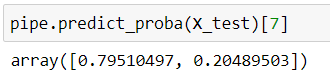 pipe.predict_proba(X_test)[7]
array([0.79510497, 0.20489503])